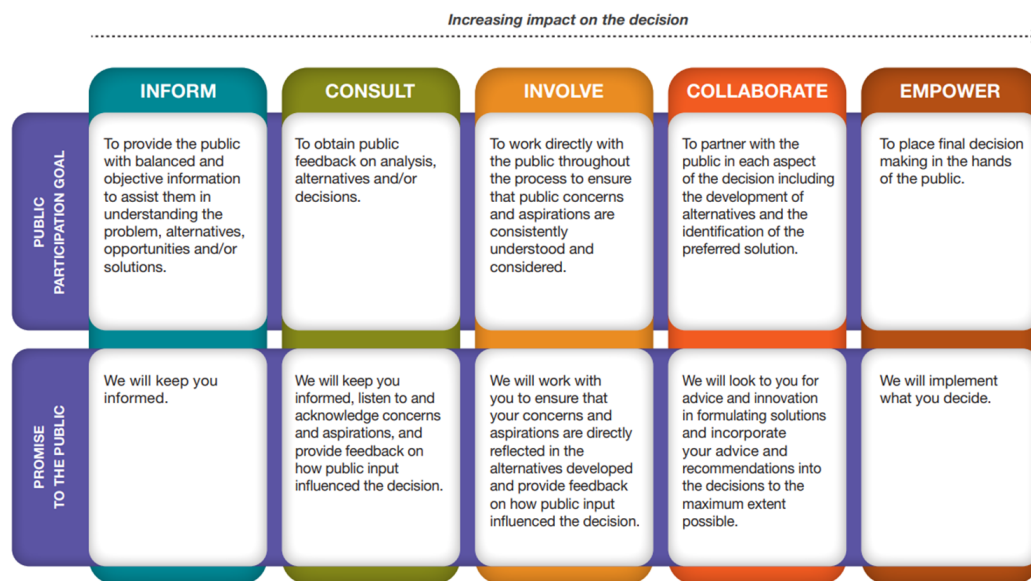 Increasing impact on the decision
INFORM
CONSULT
INVOLVE
COLLABORATE
EMPOWER
PUBLIC
PARTICIPATION GOAL
To provide the public
with balanced and
objective information
to assist them in
understanding the
problem, alternatives,
opportunities and/or
solutions.
To obtain public
feedback on analysis,
alternatives and/or
decisions.
To work directly with
the public throughout
the process to ensure
that public concerns
and aspirations are
consistently
understood and
considered.
To partner with the
public in each aspect
of the decision including
the development of
alternatives and the
identification of the
preferred solution.
To place final decision
making in the hands
of the public.
PROMISE
TO THE PUBLIC
We will keep you
informed.
We will keep you
informed, listen to and
acknowledge concerns
and aspirations, and
provide feedback on
how public input
influenced the decision.
We will work with
you to ensure that
your concerns and
aspirations are directly
reflected in the
alternatives developed
and provide feedback
on how public input
influenced the decision.
We will look to you for
advice and innovation
in formulating solutions
and incorporate
your advice and
recommendations into
the decisions to the
maximum extent
possible.
We will implement
what you decide.